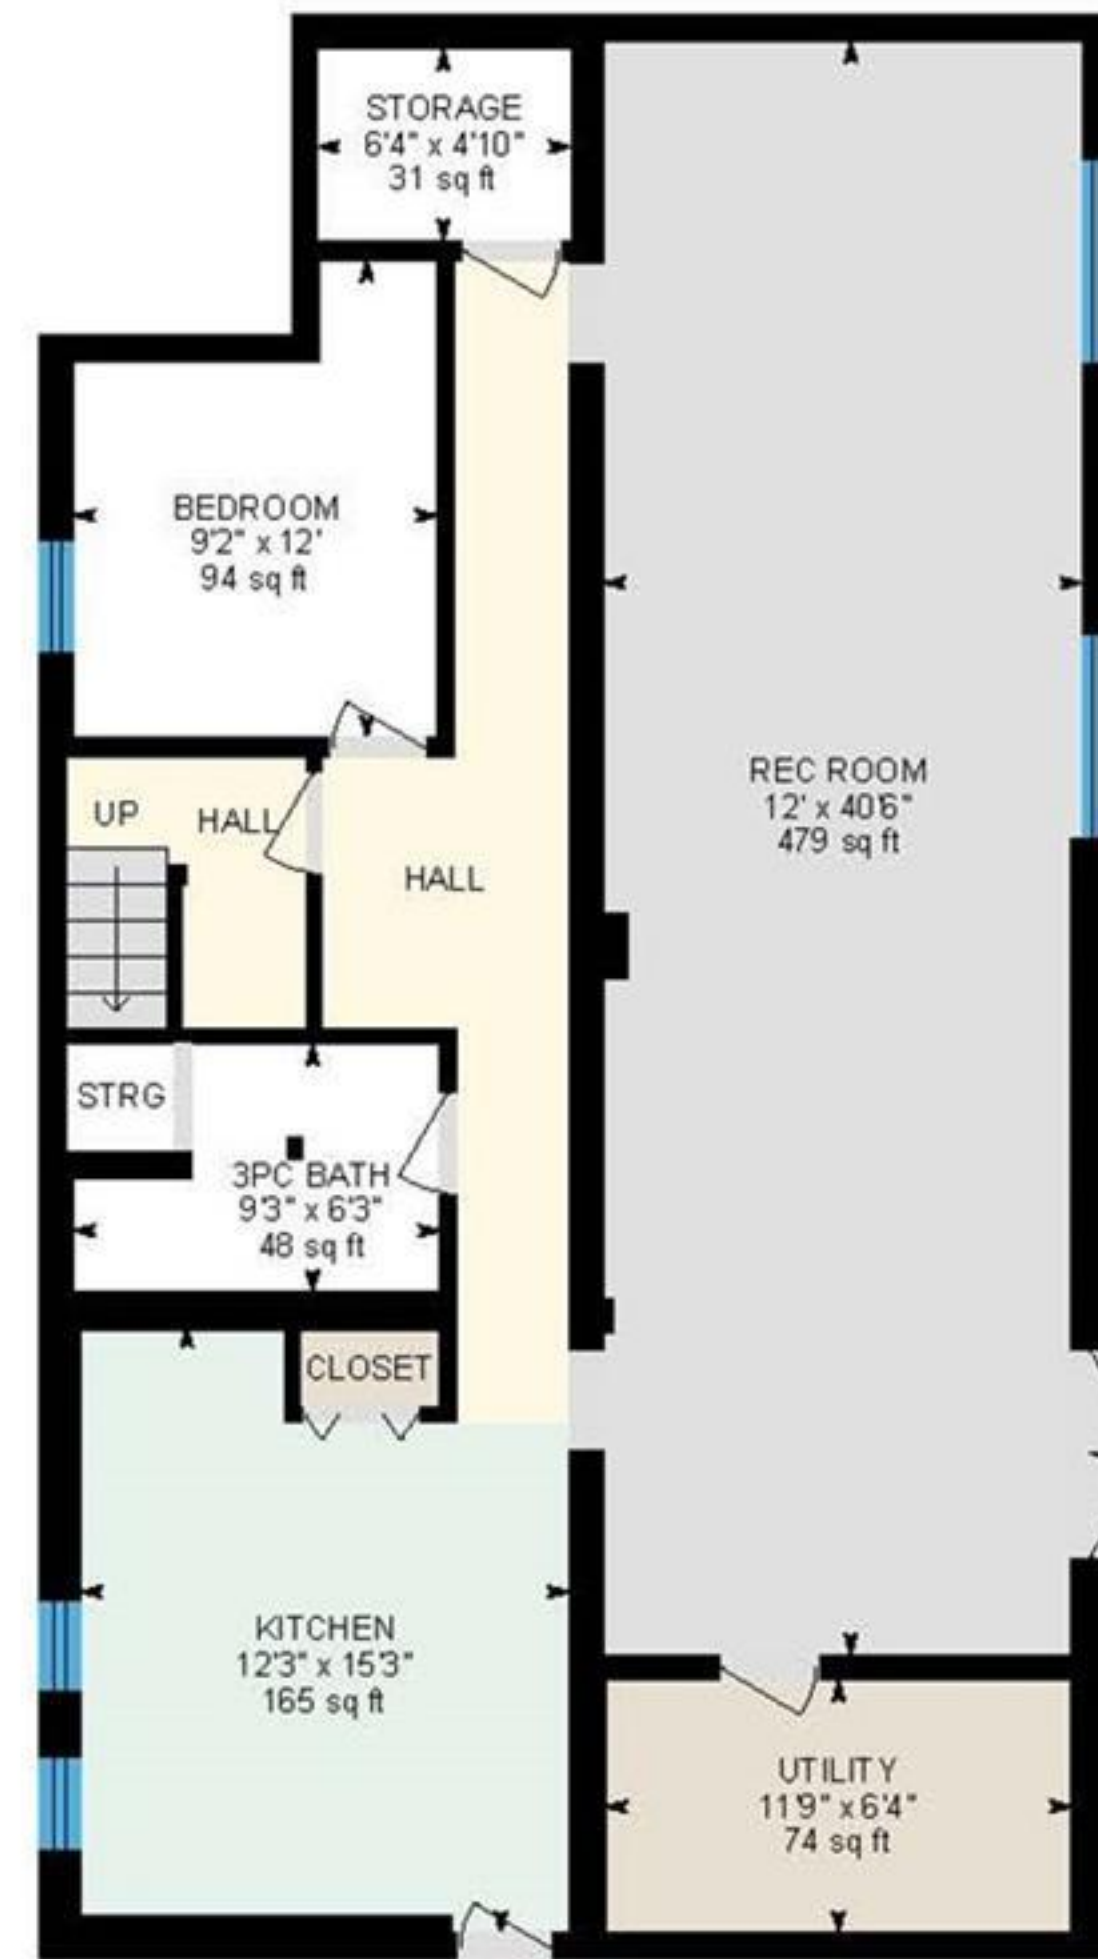 STORAGE
6'4" x 4'10"
31 sq ft
BEDROOM
9'2" x 12'
94 sq ft
UP
HALL
HALL
REC ROOM
12' x 40'6"
479 sq ft
STRG
3PC BATH
9'3" x 6'3"
48 sq ft
CLOSET
KITCHEN
12'3" x 15'3"
165 sq ft
UTILITY
11'9" x 6'4"
74 sq ft